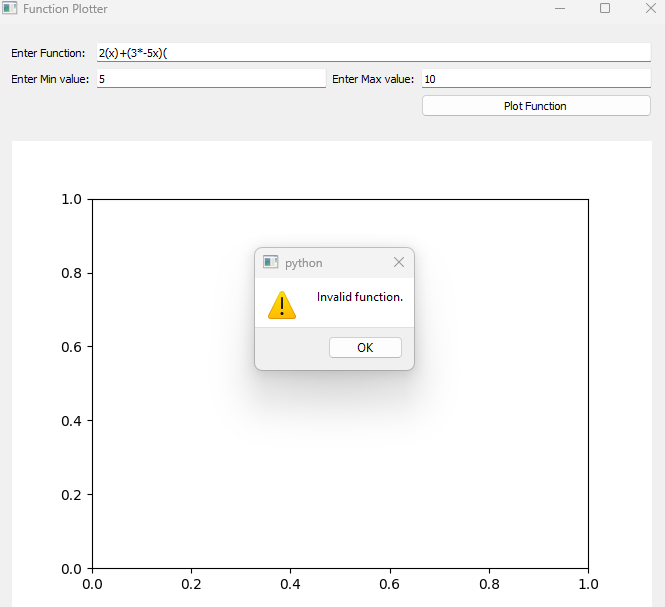 Function Plotter
Enter Function: 2(x)+(3*-5x)(
Enter Min value: 5 Enter Max value: 10
Plot Function
1.0
python
0.8
Invalid function.
OK
0.6
0.4
0.2
0.0
0.0 0.2 0.4 0.6 0.8 1.0